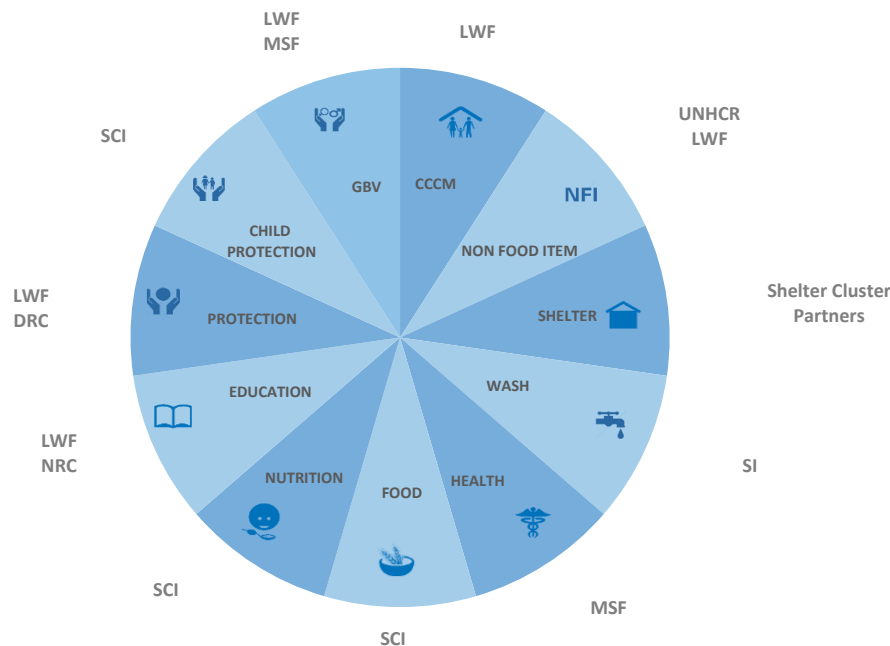 LWF
MSF
LWF
UNHCR
LWF
SCI
GBV
CCCM
NFI
CHILD
PROTECTION
NON FOOD ITEM
LWF
DRC
PROTECTION
SHELTER
Shelter Cluster
Partners
EDUCATION
WASH
LWF
NRC
SI
NUTRITION
FOOD
HEALTH
SCI
MSF
SCI